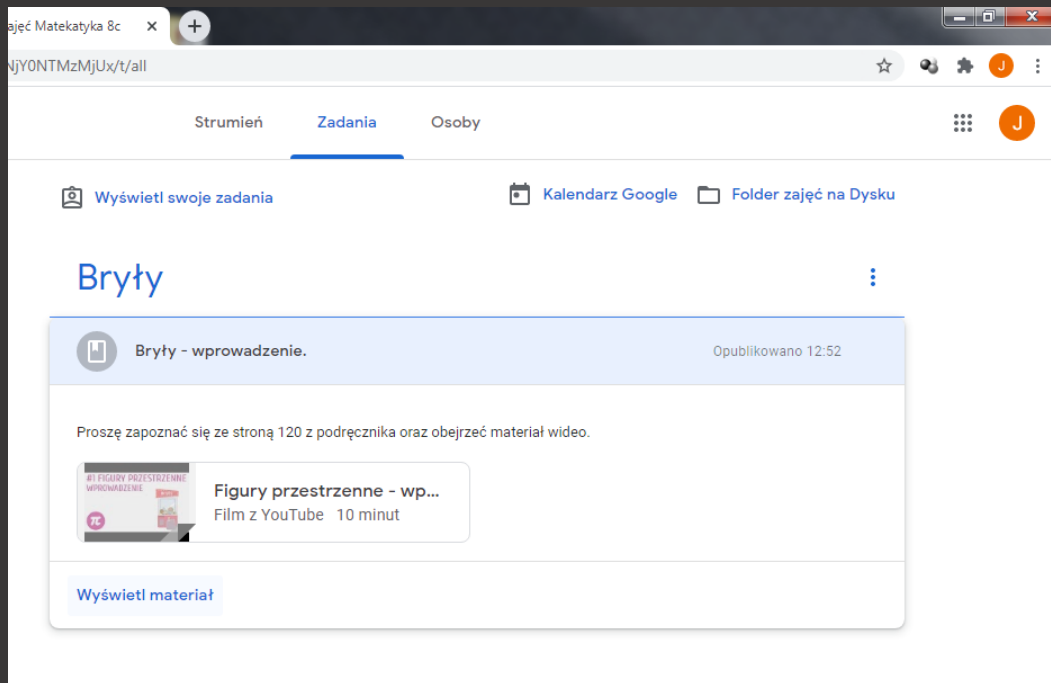 ajęć Matekatyka 8c
NjY0NTMzMjUx/t/all
J
Strumień Zadania Osoby
J
Wyświetl swoje zadania Kalendarz Google Folder zajęć na Dysku
Bryły
Bryły - wprowadzenie. Opublikowano 12:52
Proszę zapoznać się ze stroną 120 z podręcznika oraz obejrzeć materiał wideo.
#1 FIGURY PRZESTRZENNE
WPROWADZENIE
π
Figury przestrzenne - wp...
Film z YouTube 10 minut
Wyświetl materiał